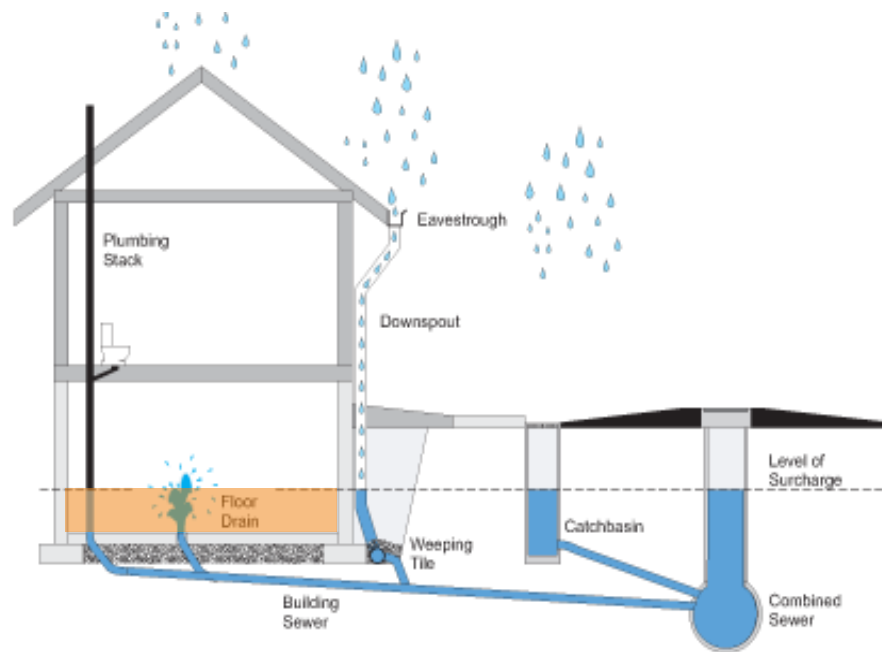 Eavestrough
Plumbing
Stack
Downspout
Level of
Surcharge
Floor
Drain
Catchbasin
Weeping
Tile
Building
Sewer
Combined
Sewer